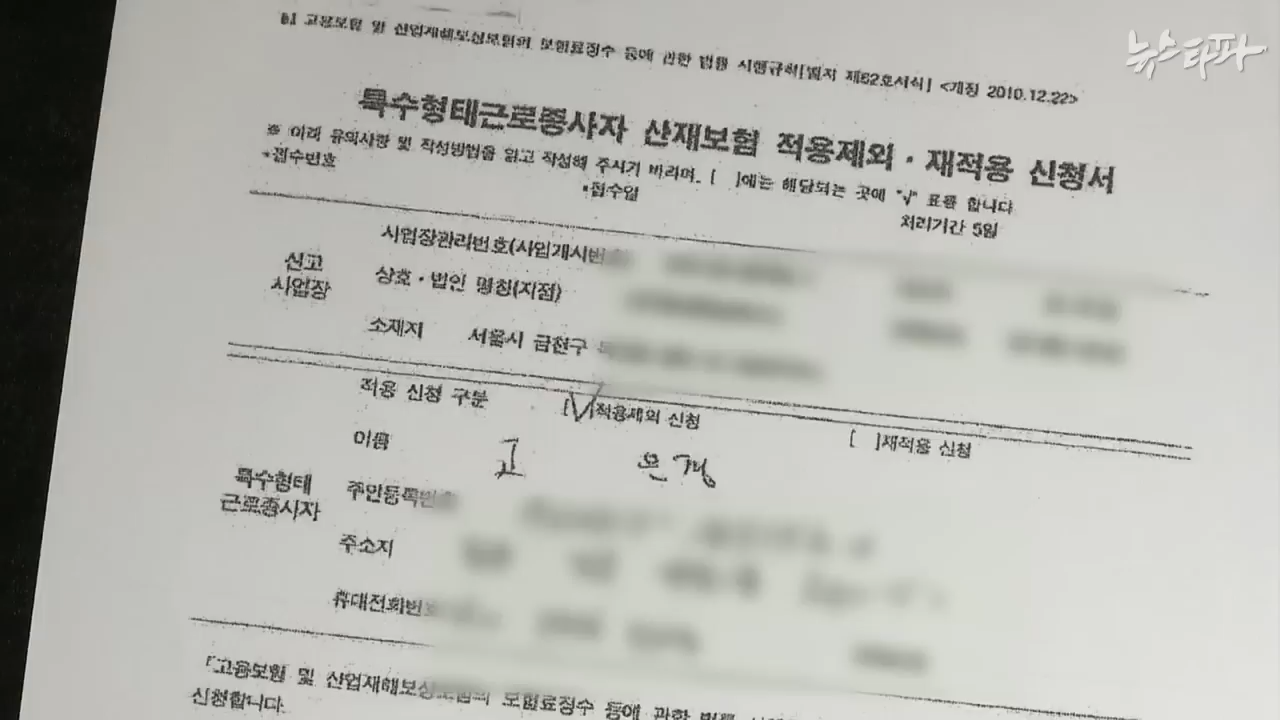 뉴스타파
■ 고용보험 및 산업재해보상보험의 보험료징수 등에 관한 법률 시행규칙[별지 제62호서식] <개정 2010.12.22>
특수형태근로종사자 산재보험 적용제외 · 재적용 신청서
※ 아래 유의사항 및 작성방법을 읽고 작성해 주시기 바라며, [ ]에는 해당되는 곳에 "√" 표를 합니다
*접수번호 *접수일 처리기간 5일
신고 사업장
사업장관리번호(사업개시번
상호 · 법인 명칭(지점)
소재지 서울시 금천구
적용 신청 구분 [√]적용제외 신청 [ ]재적용 신청
이름 고 은경
특수형태 근로종사자
주민등록번호
주소지
휴대전화번호
「고용보험 및 산업재해보상보험의 보험료징수 등에 관한 법률
신청합니다.